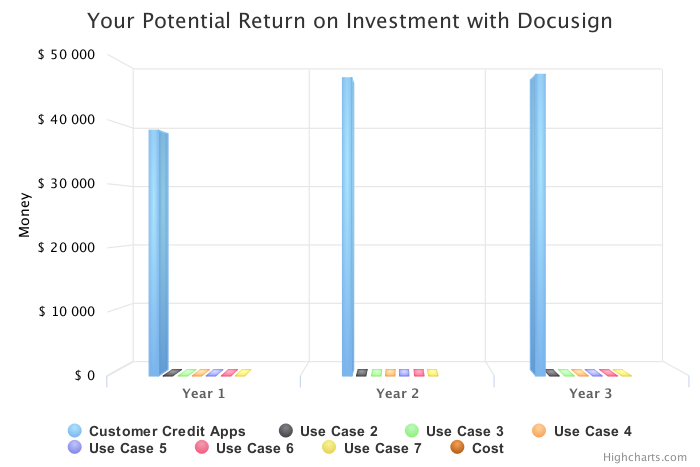 Your Potential Return on Investment with Docusign
$ 50 000
$ 40 000
$ 30 000
$ 20 000
$ 10 000
$ 0
Money
Year 1 Year 2 Year 3
Customer Credit Apps Use Case 2 Use Case 3 Use Case 4
Use Case 5 Use Case 6 Use Case 7 Cost
Highcharts.com